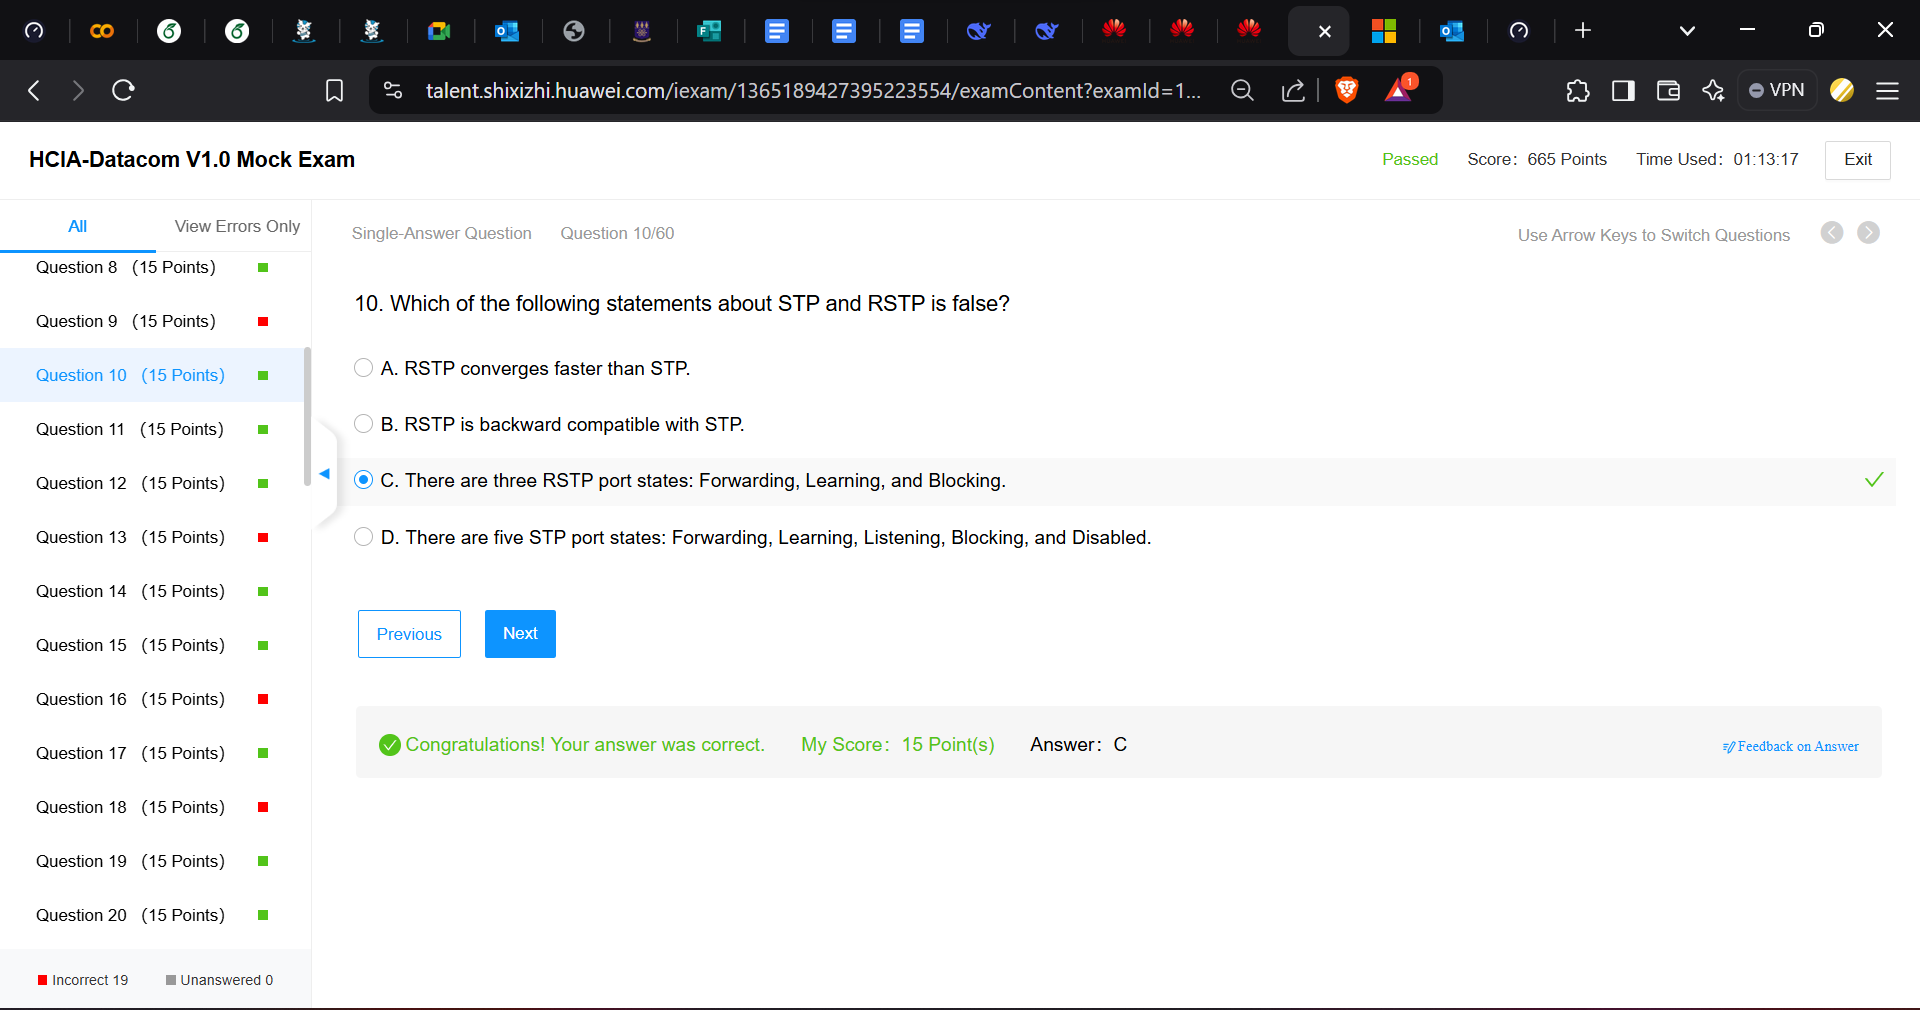 talent.shixizhi.huawei.com/iexam/1365189427395223554/examContent?examId=1...
1
VPN
HCIA-Datacom V1.0 Mock Exam
Passed
Score: 665 Points
Time Used: 01:13:17
Exit
All
View Errors Only
Single-Answer Question
Question 10/60
Use Arrow Keys to Switch Questions
Question 8 (15 Points)
Question 9 (15 Points)
Question 10 (15 Points)
Question 11 (15 Points)
Question 12 (15 Points)
Question 13 (15 Points)
Question 14 (15 Points)
Question 15 (15 Points)
Question 16 (15 Points)
Question 17 (15 Points)
Question 18 (15 Points)
Question 19 (15 Points)
Question 20 (15 Points)
Incorrect 19
Unanswered 0
10. Which of the following statements about STP and RSTP is false?
A. RSTP converges faster than STP.
B. RSTP is backward compatible with STP.
C. There are three RSTP port states: Forwarding, Learning, and Blocking.
D. There are five STP port states: Forwarding, Learning, Listening, Blocking, and Disabled.
Previous
Next
Congratulations! Your answer was correct.
My Score: 15 Point(s)
Answer: C
Feedback on Answer